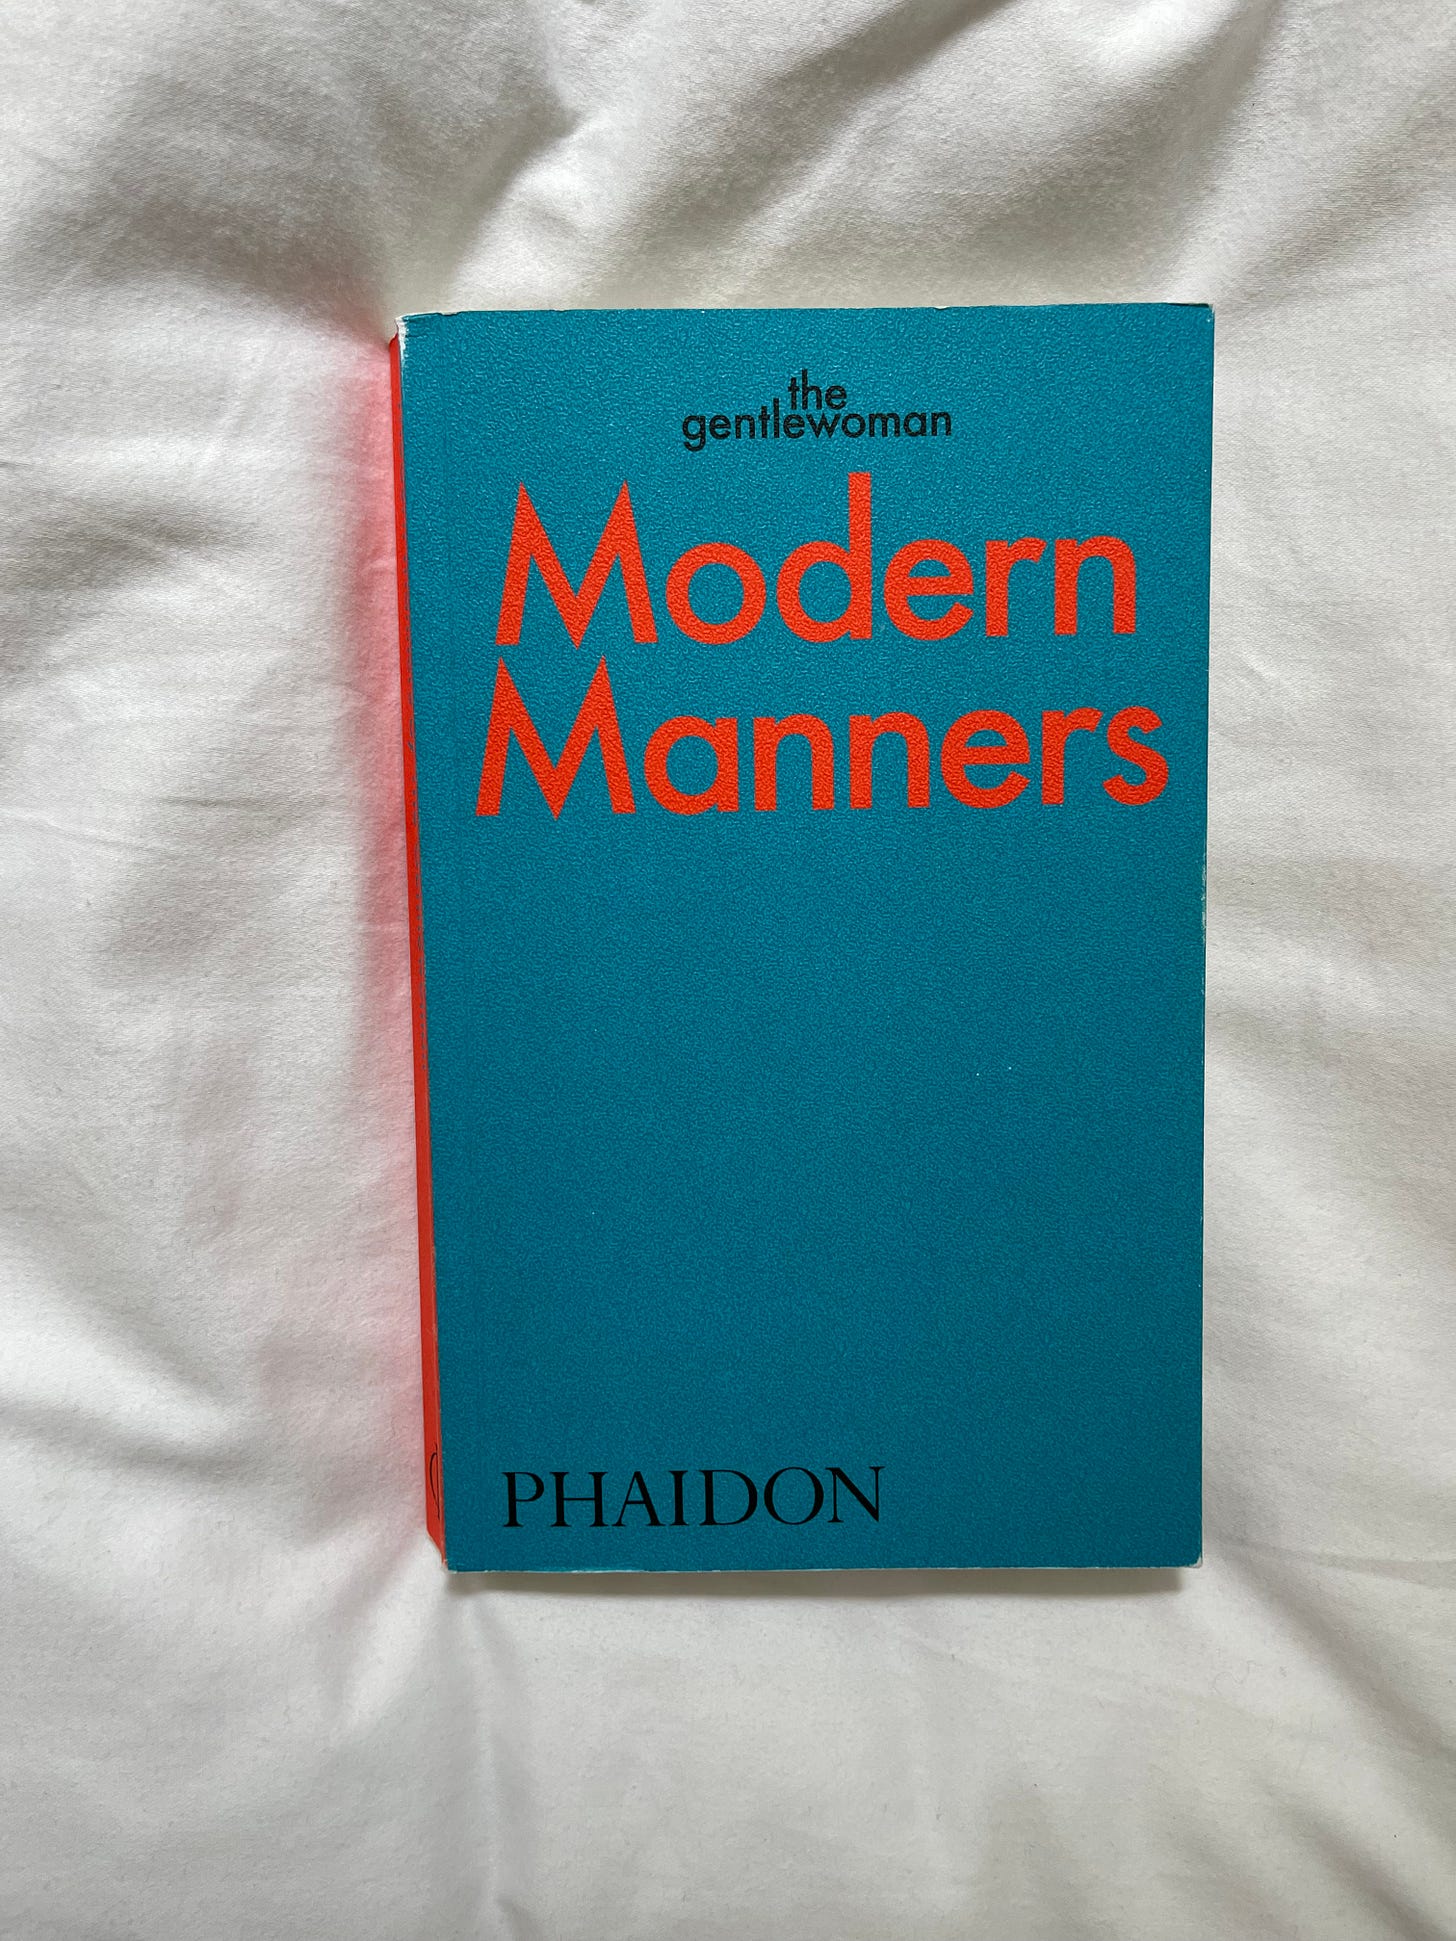 the
gentlewoman
Modern
Manners
PHAIDON